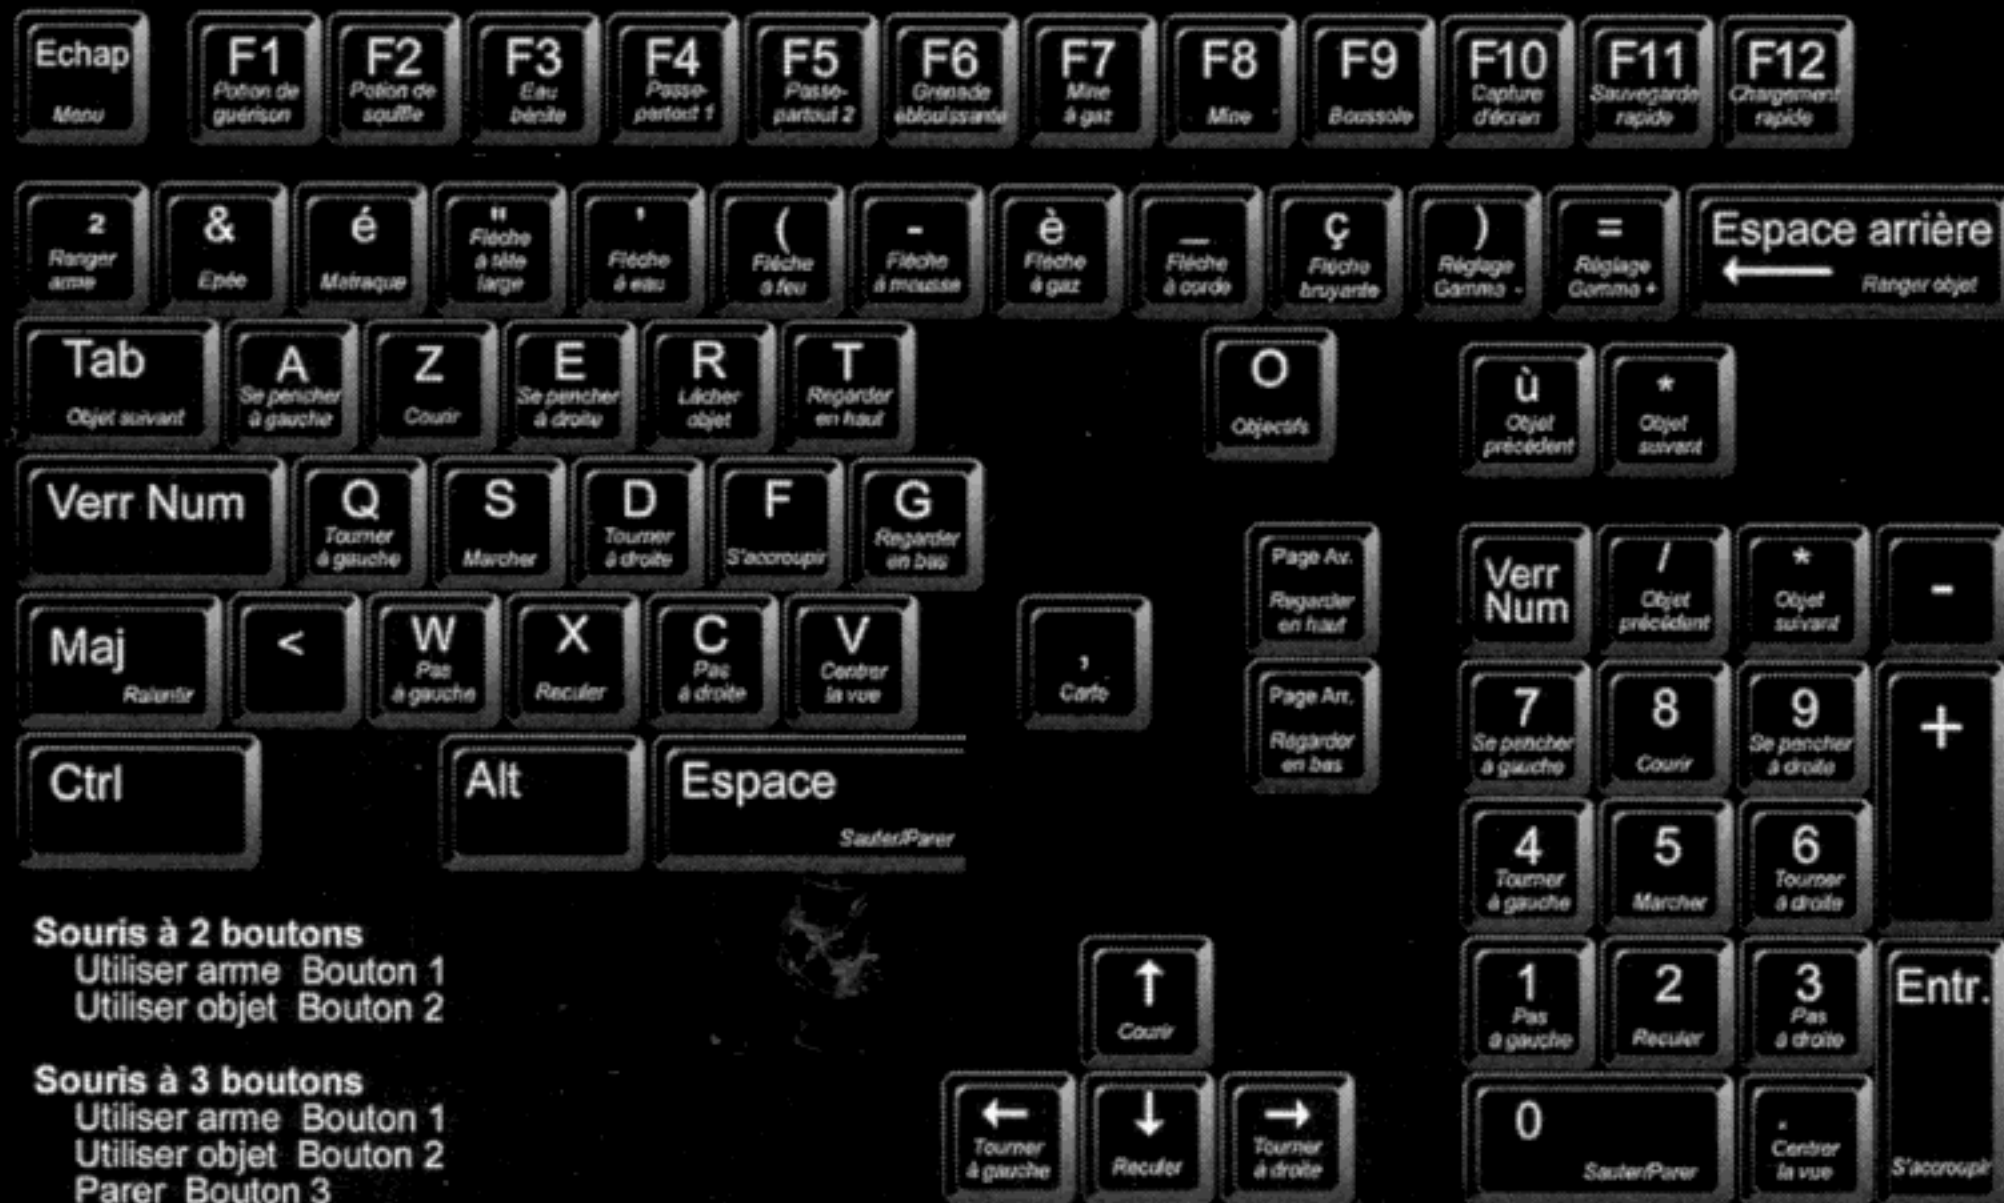 Echap
Menu
F1
Potion de
guérison
F2
Potion de
souffle
F3
Eau
bénite
F4
Passe-
partout 1
F5
Passe-
partout 2
F6
Grenade
éblouissante
F7
Mine
à gaz
F8
Mine
F9
Boussole
F10
Capture
d'écran
F11
Sauvegarde
rapide
F12
Chargement
rapide
²
Ranger
arme
&
Epée
é
Matraque
"
Flèche
à tête
large
'
Flèche
à eau
(
Flèche
à feu
-
Flèche
à mousse
è
Flèche
à gaz
_
Flèche
à corde
ç
Flèche
bruyante
)
Réglage
Gamma -
=
Réglage
Gamma +
Espace arrière
←
Ranger objet
Tab
Objet suivant
A
Se pencher
à gauche
Z
Courir
E
Se pencher
à droite
R
Lâcher
objet
T
Regarder
en haut
O
Objectifs
ù
Objet
précédent
*
Objet
suivant
Verr Num
Q
Tourner
à gauche
S
Marcher
D
Tourner
à droite
F
S'accroupir
G
Regarder
en bas
Maj
Ralentir
<
W
Pas
à gauche
X
Reculer
C
Pas
à droite
V
Centrer
la vue
,
Carte
Ctrl
Alt
Espace
Sauter/Parer
Page Av.
Regarder
en haut
Page Arr.
Regarder
en bas
Verr
Num
/
Objet
précédent
*
Objet
suivant
-
7
Se pencher
à gauche
8
Courir
9
Se pencher
à droite
+
4
Tourner
à gauche
5
Marcher
6
Tourner
à droite
1
Pas
à gauche
2
Reculer
3
Pas
à droite
Entr.
S'accroupir
0
Sauter/Parer
.
Centrer
la vue
↑
Courir
←
Tourner
à gauche
↓
Reculer
→
Tourner
à droite
Souris à 2 boutons
Utiliser arme Bouton 1
Utiliser objet Bouton 2
Souris à 3 boutons
Utiliser arme Bouton 1
Utiliser objet Bouton 2
Parer Bouton 3